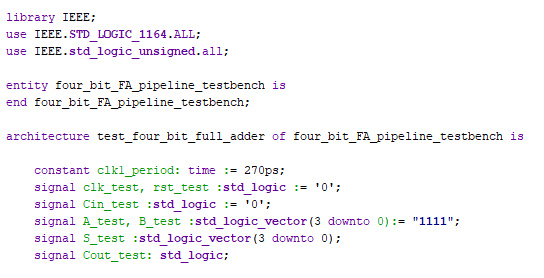 library IEEE;
use IEEE.STD_LOGIC_1164.ALL;
use IEEE.std_logic_unsigned.all;
entity four_bit_FA_pipeline_testbench is
end four_bit_FA_pipeline_testbench;
architecture test_four_bit_full_adder of four_bit_FA_pipeline_testbench is
constant clk1_period: time := 270ps;
signal clk_test, rst_test :std_logic := '0';
signal Cin_test :std_logic := '0';
signal A_test, B_test :std_logic_vector(3 downto 0):= "1111";
signal S_test :std_logic_vector(3 downto 0);
signal Cout_test: std_logic;